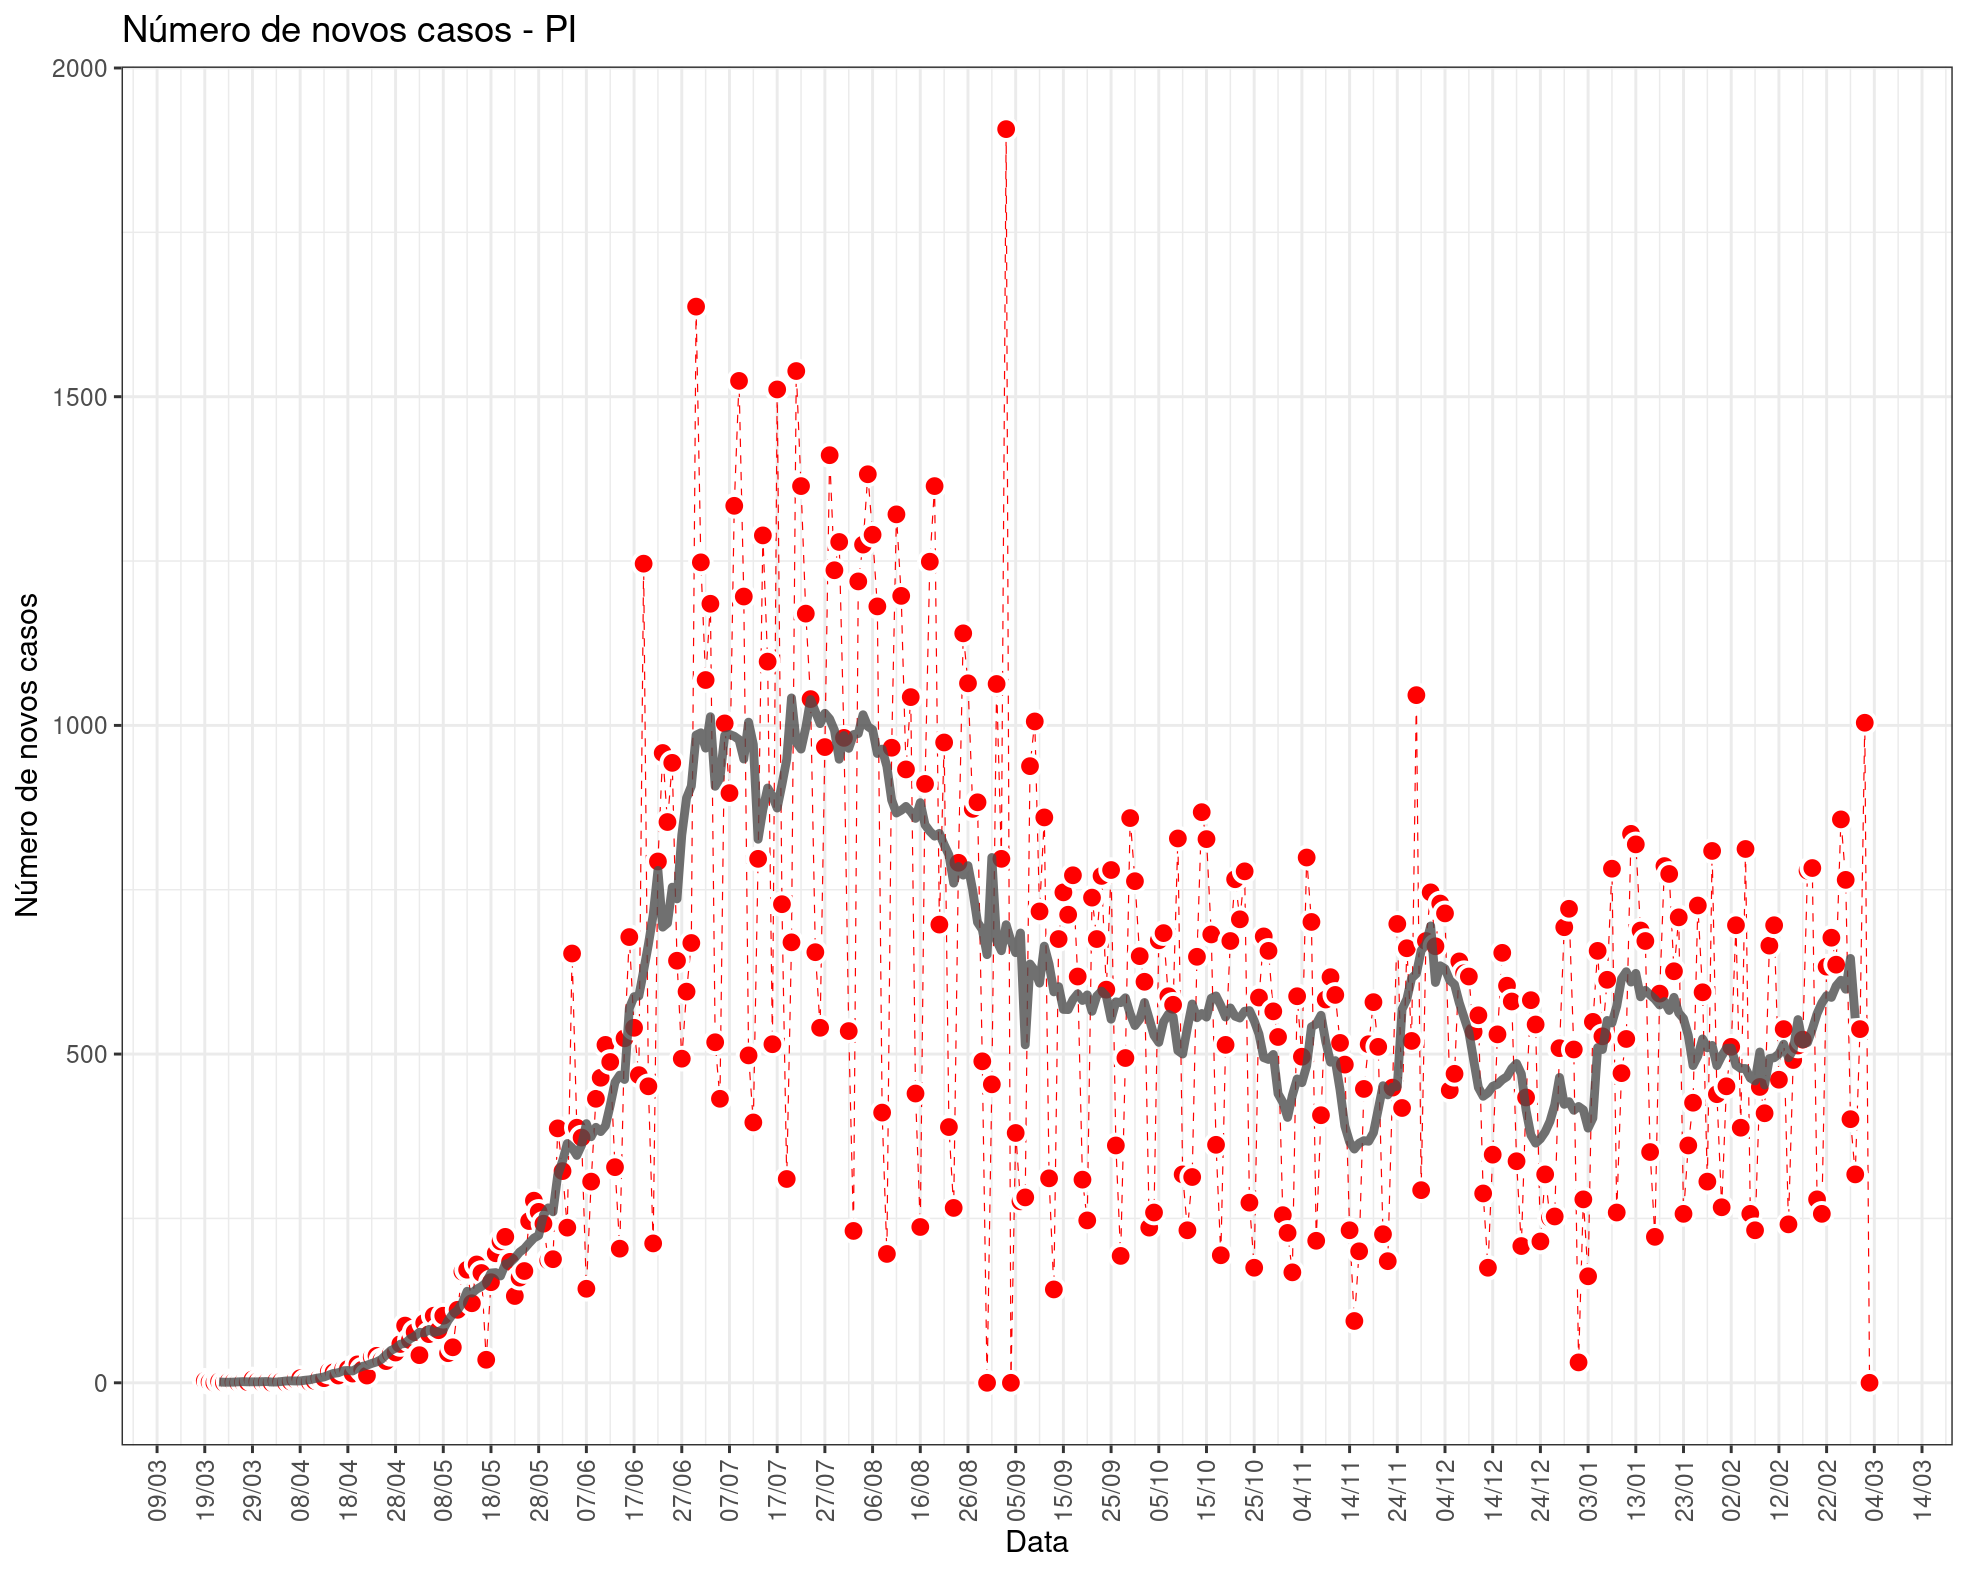 Número de novos casos - PI
2000
1500
1000
500
0
Número de novos casos
09/03 19/03 29/03 08/04 18/04 28/04 08/05 18/05 28/05 07/06 17/06 27/06 07/07 17/07 27/07 06/08 16/08 26/08 05/09 15/09 25/09 05/10 15/10 25/10 04/11 14/11 24/11 04/12 14/12 24/12 03/01 13/01 23/01 02/02 12/02 22/02 04/03 14/03
Data